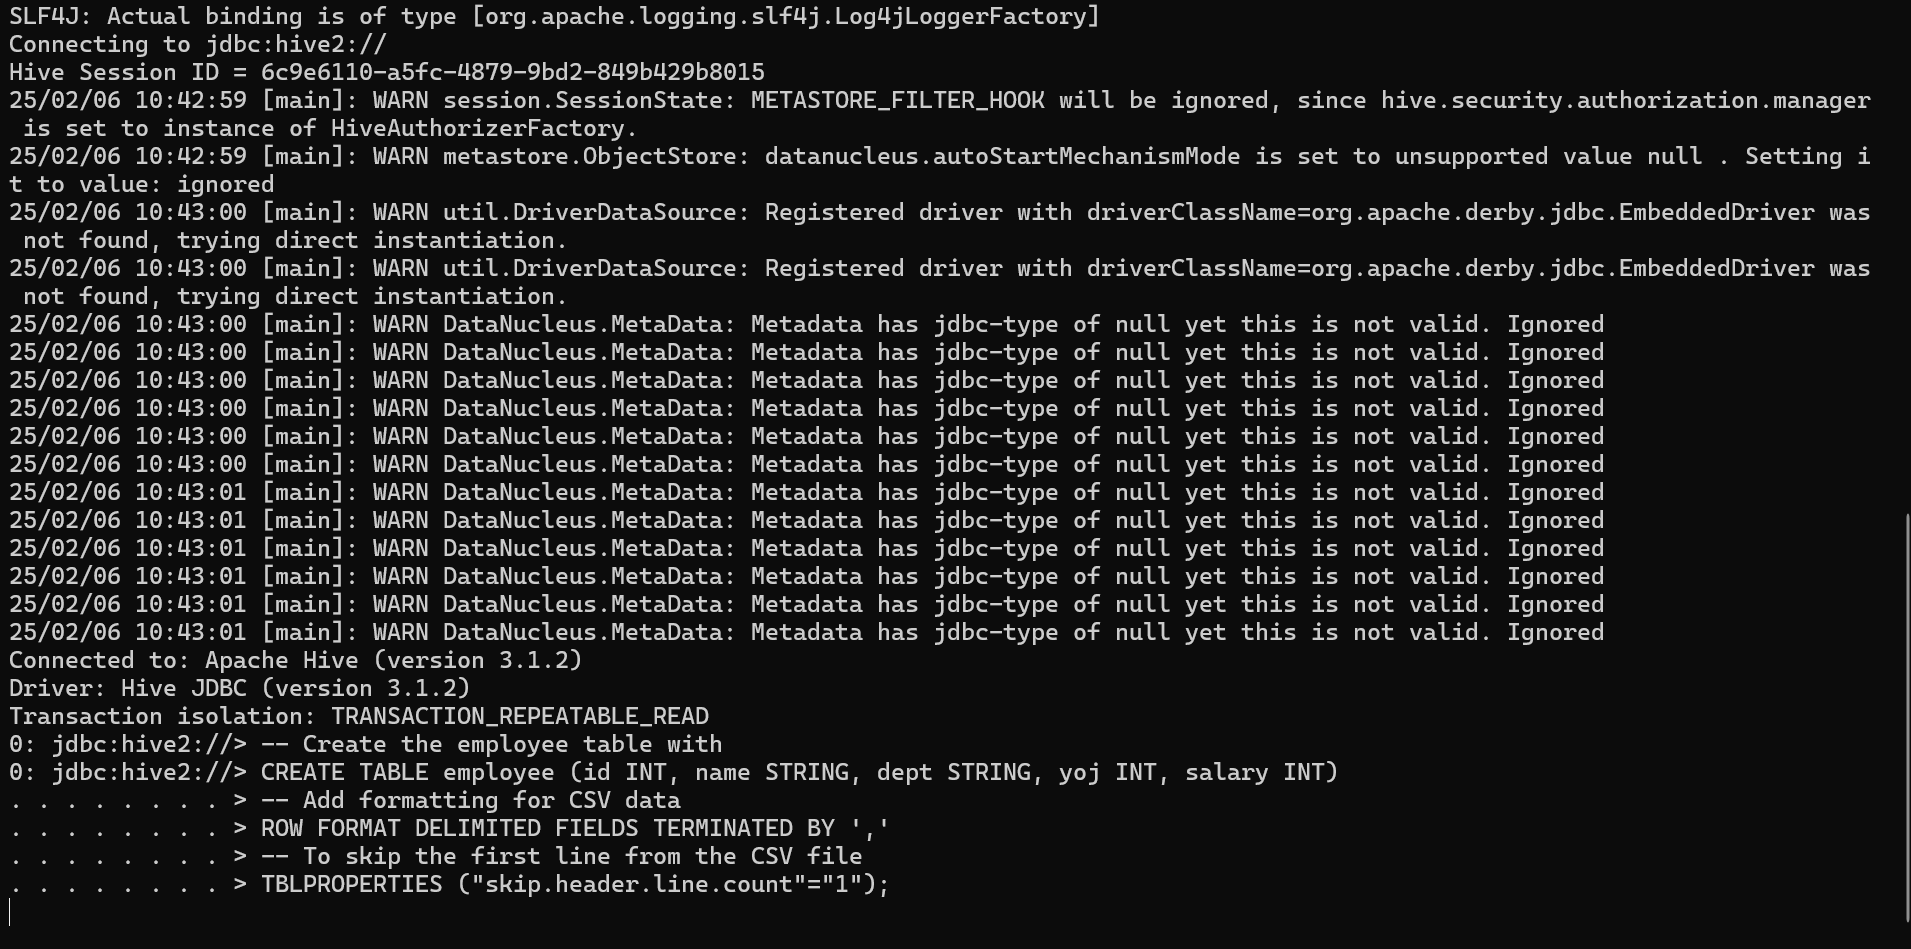 SLF4J: Actual binding is of type [org.apache.logging.slf4j.Log4jLoggerFactory]
Connecting to jdbc:hive2://
Hive Session ID = 6c9e6110-a5fc-4879-9bd2-849b429b8015
25/02/06 10:42:59 [main]: WARN session.SessionState: METASTORE_FILTER_HOOK will be ignored, since hive.security.authorization.manager
 is set to instance of HiveAuthorizerFactory.
25/02/06 10:42:59 [main]: WARN metastore.ObjectStore: datanucleus.autoStartMechanismMode is set to unsupported value null . Setting i
t to value: ignored
25/02/06 10:43:00 [main]: WARN util.DriverDataSource: Registered driver with driverClassName=org.apache.derby.jdbc.EmbeddedDriver was
 not found, trying direct instantiation.
25/02/06 10:43:00 [main]: WARN util.DriverDataSource: Registered driver with driverClassName=org.apache.derby.jdbc.EmbeddedDriver was
 not found, trying direct instantiation.
25/02/06 10:43:00 [main]: WARN DataNucleus.MetaData: Metadata has jdbc-type of null yet this is not valid. Ignored
25/02/06 10:43:00 [main]: WARN DataNucleus.MetaData: Metadata has jdbc-type of null yet this is not valid. Ignored
25/02/06 10:43:00 [main]: WARN DataNucleus.MetaData: Metadata has jdbc-type of null yet this is not valid. Ignored
25/02/06 10:43:00 [main]: WARN DataNucleus.MetaData: Metadata has jdbc-type of null yet this is not valid. Ignored
25/02/06 10:43:00 [main]: WARN DataNucleus.MetaData: Metadata has jdbc-type of null yet this is not valid. Ignored
25/02/06 10:43:00 [main]: WARN DataNucleus.MetaData: Metadata has jdbc-type of null yet this is not valid. Ignored
25/02/06 10:43:01 [main]: WARN DataNucleus.MetaData: Metadata has jdbc-type of null yet this is not valid. Ignored
25/02/06 10:43:01 [main]: WARN DataNucleus.MetaData: Metadata has jdbc-type of null yet this is not valid. Ignored
25/02/06 10:43:01 [main]: WARN DataNucleus.MetaData: Metadata has jdbc-type of null yet this is not valid. Ignored
25/02/06 10:43:01 [main]: WARN DataNucleus.MetaData: Metadata has jdbc-type of null yet this is not valid. Ignored
25/02/06 10:43:01 [main]: WARN DataNucleus.MetaData: Metadata has jdbc-type of null yet this is not valid. Ignored
25/02/06 10:43:01 [main]: WARN DataNucleus.MetaData: Metadata has jdbc-type of null yet this is not valid. Ignored
Connected to: Apache Hive (version 3.1.2)
Driver: Hive JDBC (version 3.1.2)
Transaction isolation: TRANSACTION_REPEATABLE_READ
0: jdbc:hive2://> -- Create the employee table with
0: jdbc:hive2://> CREATE TABLE employee (id INT, name STRING, dept STRING, yoj INT, salary INT)
. . . . . . . . > -- Add formatting for CSV data
. . . . . . . . > ROW FORMAT DELIMITED FIELDS TERMINATED BY ','
. . . . . . . . > -- To skip the first line from the CSV file
. . . . . . . . > TBLPROPERTIES ("skip.header.line.count"="1");